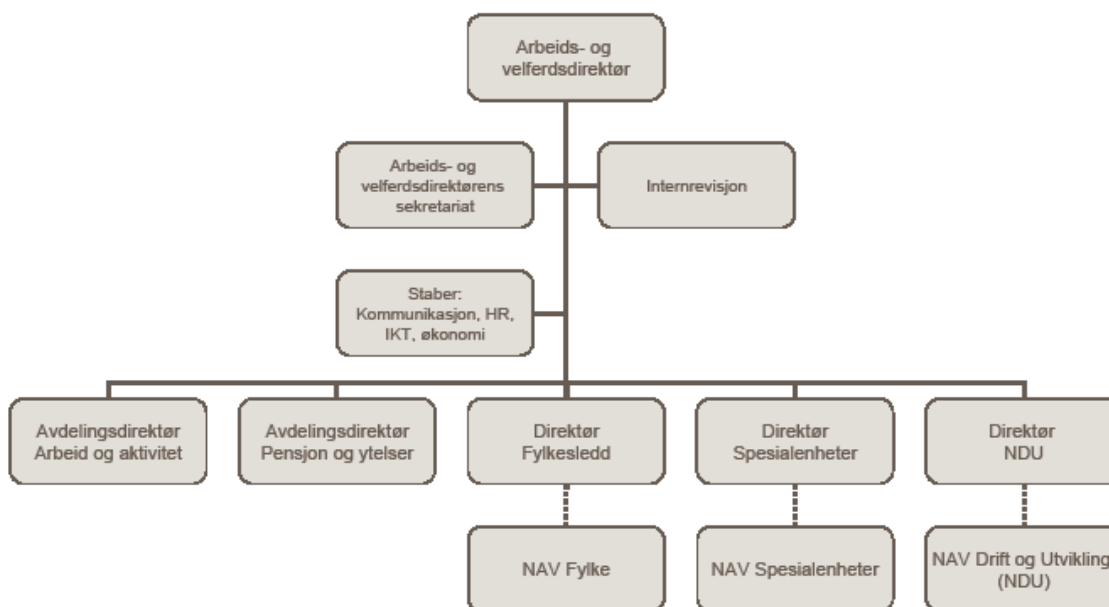 Arbeids- og
velferdsdirektør
Arbeids- og
velferdsdirektørens
sekretariat
Internrevisjon
Staber:
Kommunikasjon, HR,
IKT, økonomi
Avdelingsdirektør
Arbeid og aktivitet
Avdelingsdirektør
Pensjon og ytelser
Direktør
Fylkesledd
Direktør
Spesialenheter
Direktør
NDU
NAV Fylke
NAV Spesialenheter
NAV Drift og Utvikling
(NDU)